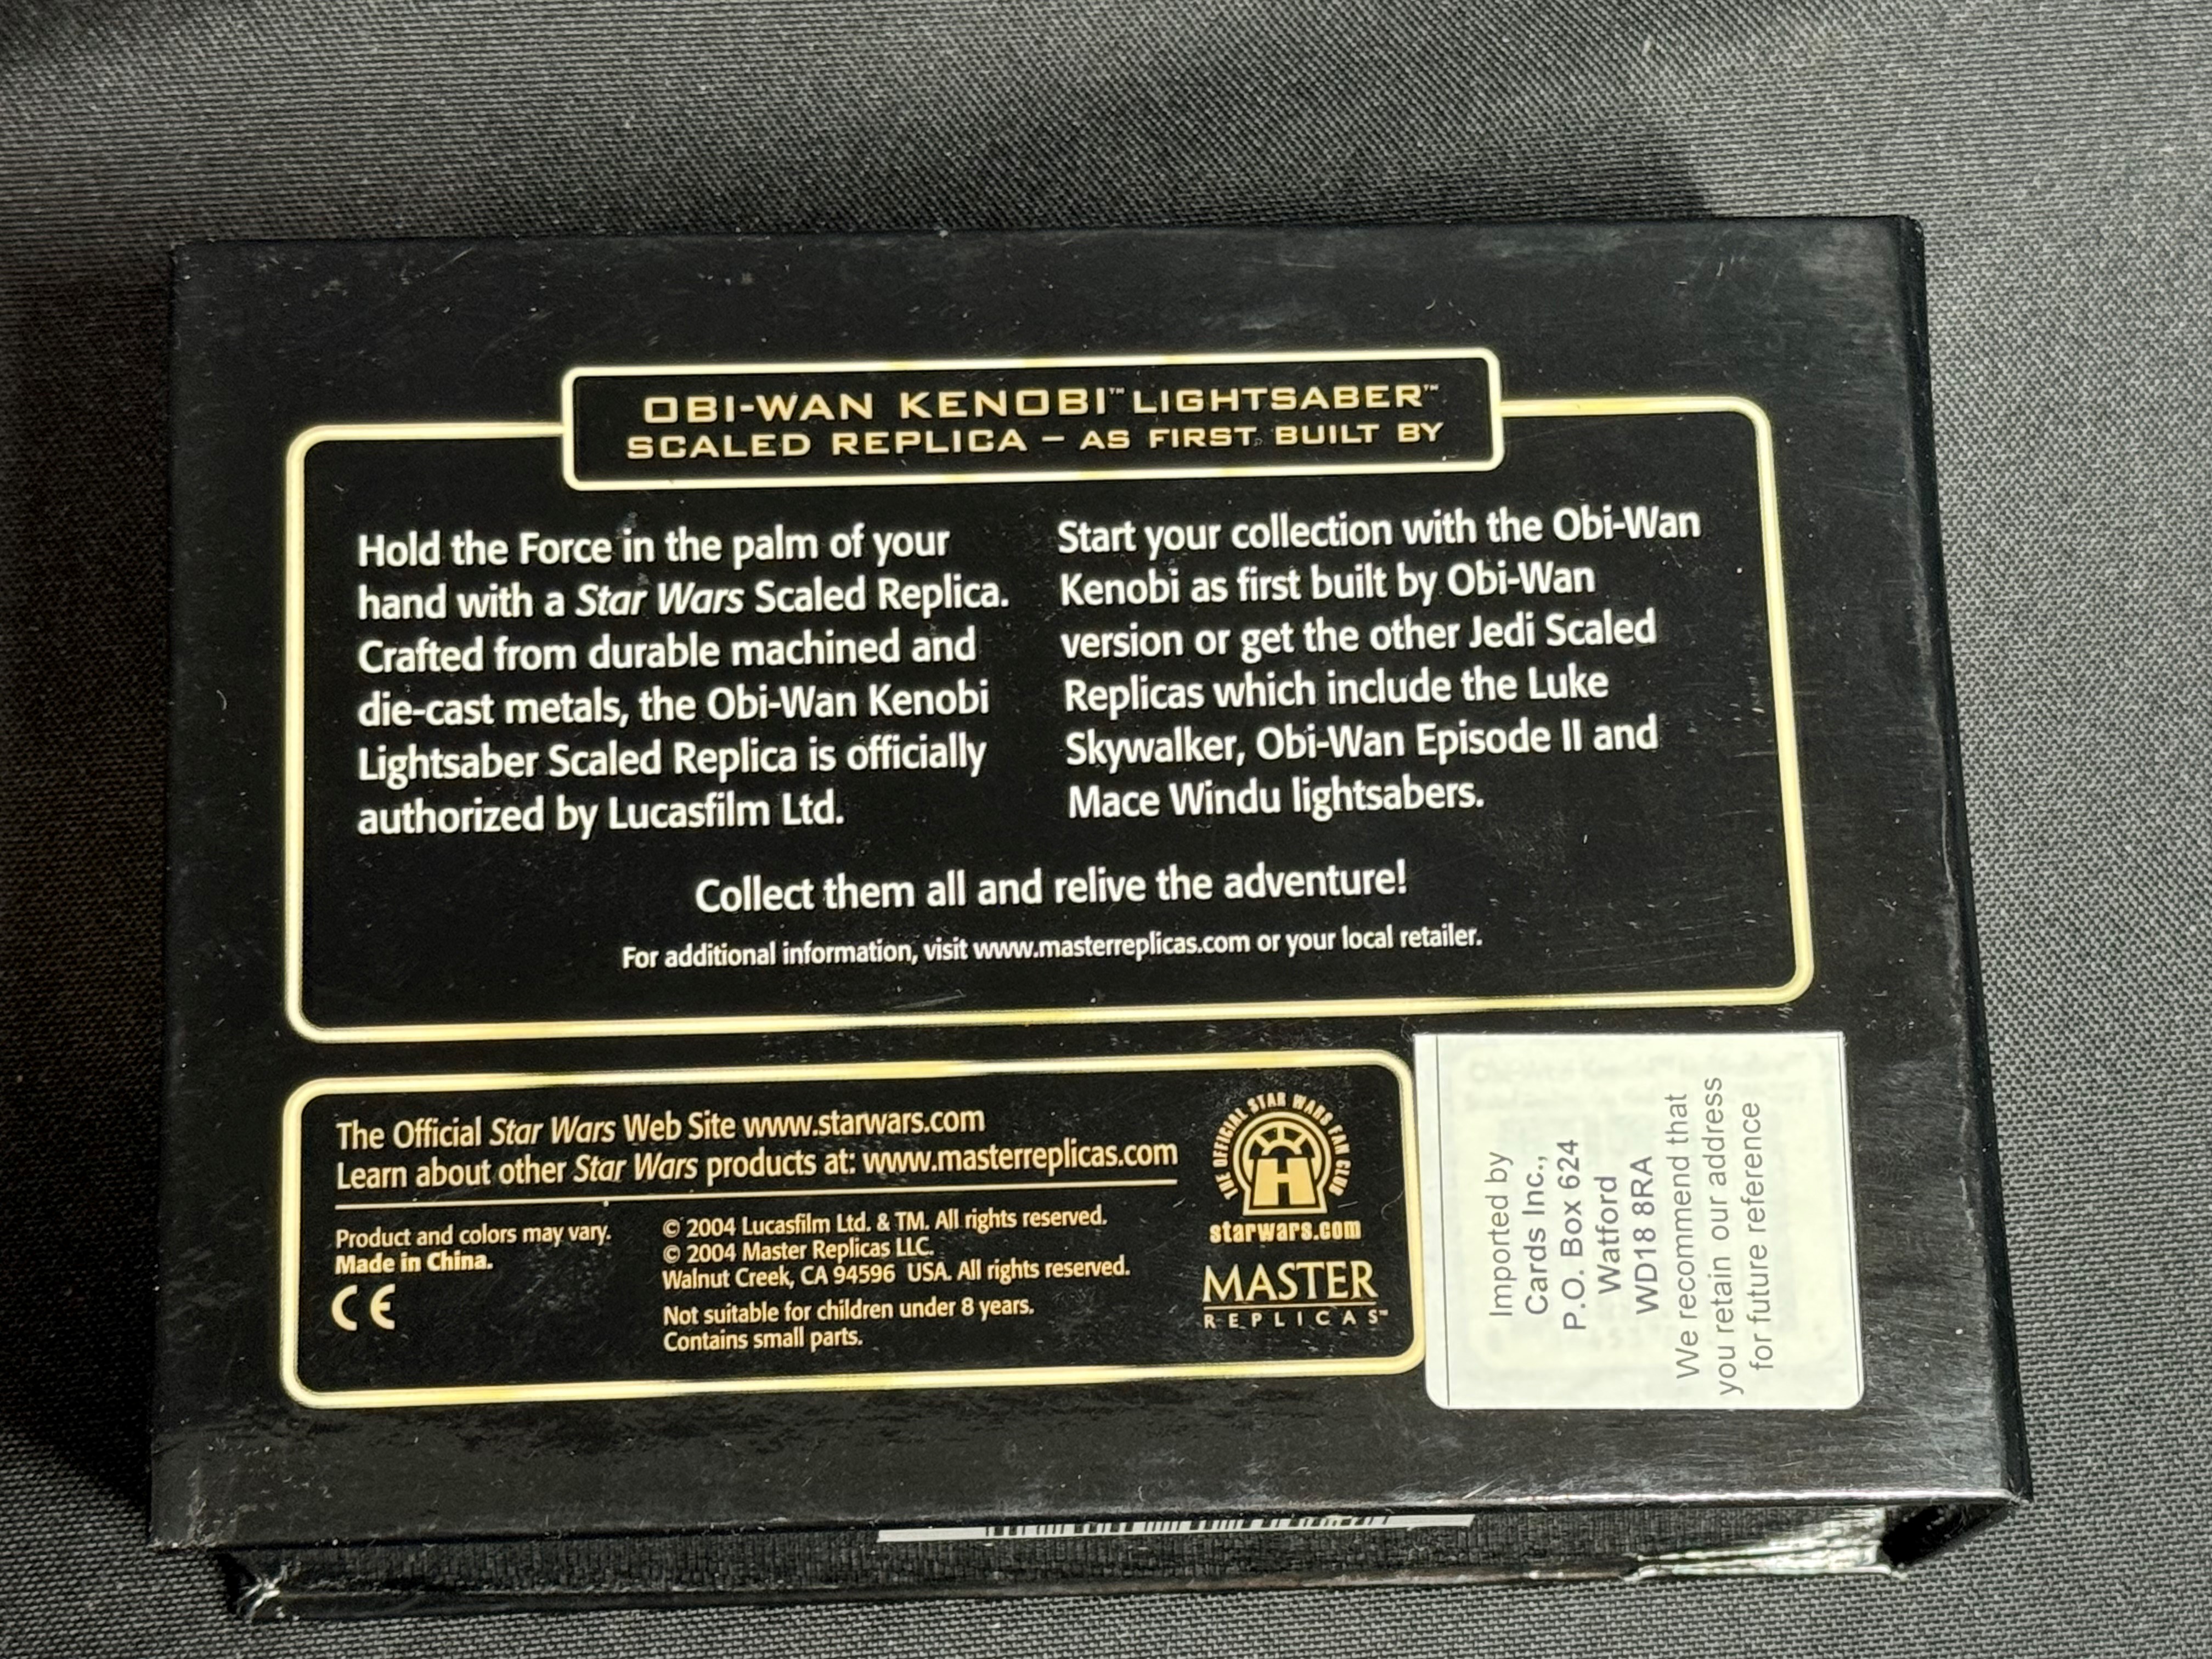 OBI-WAN KENOBI™ LIGHTSABER™
SCALED REPLICA – AS FIRST BUILT BY
Hold the Force in the palm of your
hand with a Star Wars Scaled Replica.
Crafted from durable machined and
die-cast metals, the Obi-Wan Kenobi
Lightsaber Scaled Replica is officially
authorized by Lucasfilm Ltd.
Start your collection with the Obi-Wan
Kenobi as first built by Obi-Wan
version or get the other Jedi Scaled
Replicas which include the Luke
Skywalker, Obi-Wan Episode II and
Mace Windu lightsabers.
Collect them all and relive the adventure!
For additional information, visit www.masterreplicas.com or your local retailer.
The Official Star Wars Web Site www.starwars.com
Learn about other Star Wars products at: www.masterreplicas.com
Product and colors may vary.
Made in China.
CE
© 2004 Lucasfilm Ltd. & TM. All rights reserved.
© 2004 Master Replicas LLC.
Walnut Creek, CA 94596 USA. All rights reserved.
Not suitable for children under 8 years.
Contains small parts.
THE OFFICIAL STAR WARS FAN CLUB
H
starwars.com
MASTER
REPLICAS™
Imported by
Cards Inc.,
P.O. Box 624
Watford
WD18 8RA
We recommend that
you retain our address
for future reference